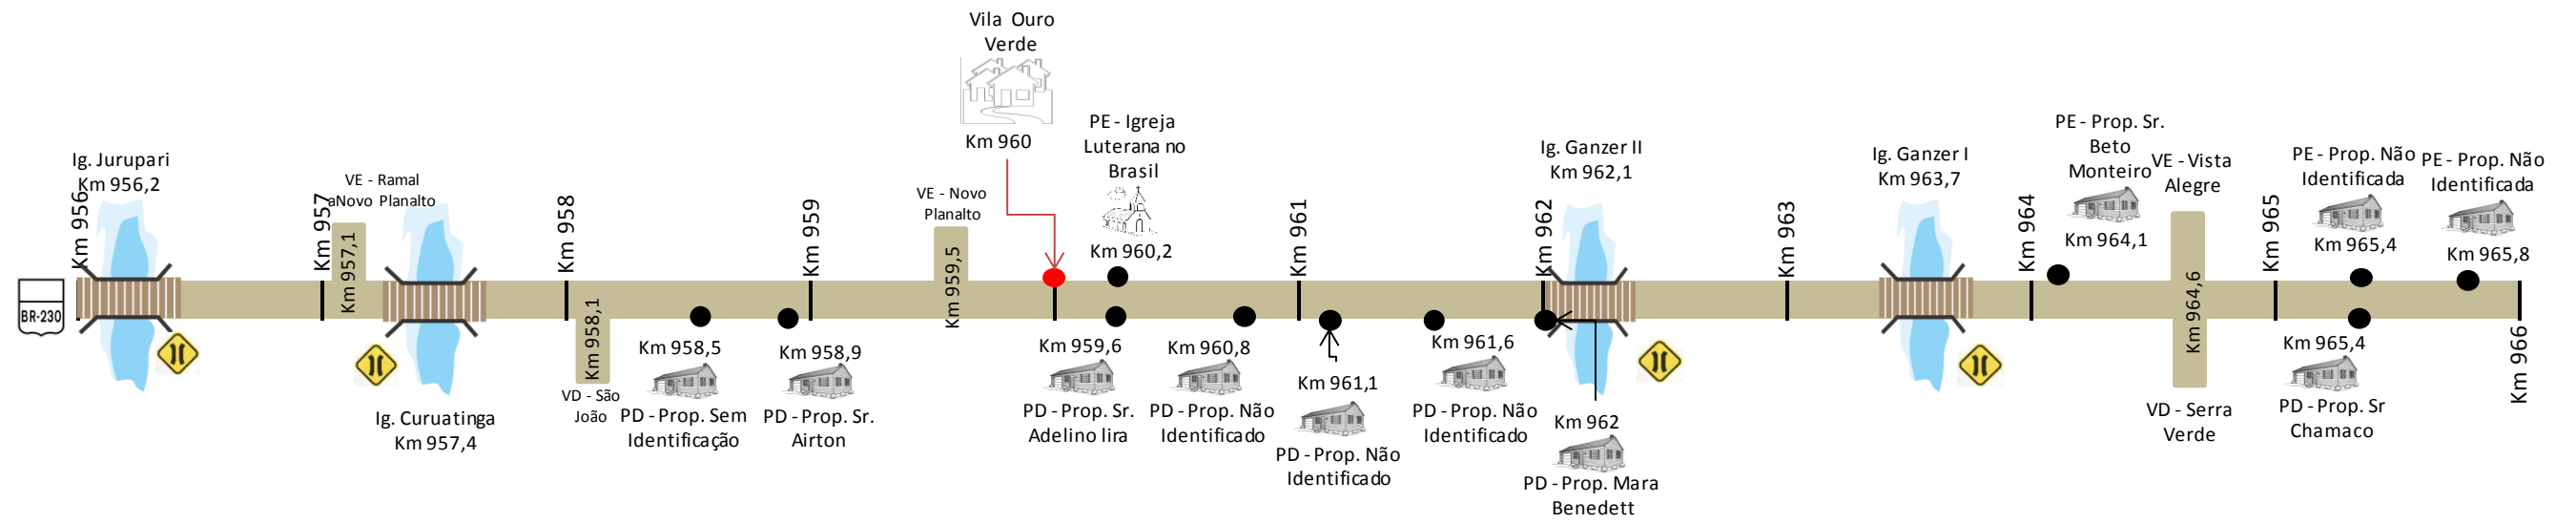 BR-230
Km 956
Ig. Jurupari
Km 956,2
Km 957
VE - Ramal
aNovo Planalto
Km 957,1
Ig. Curuatinga
Km 957,4
Km 958
Km 958,1
VD - São
João
Km 958,5
PD - Prop. Sem
Identificação
Km 958,9
PD - Prop. Sr.
Airton
Km 959
VE - Novo
Planalto
Km 959,5
Vila Ouro
Verde
Km 960
PE - Igreja
Luterana no
Brasil
Km 960,2
Km 959,6
PD - Prop. Sr.
Adelino lira
Km 960,8
PD - Prop. Não
Identificado
Km 961
Km 961,1
PD - Prop. Não
Identificado
Km 961,6
PD - Prop. Não
Identificado
Km 962
Ig. Ganzer II
Km 962,1
Km 962
PD - Prop. Mara
Benedett
Km 963
Ig. Ganzer I
Km 963,7
Km 964
PE - Prop. Sr.
Beto
Monteiro
Km 964,1
VE - Vista
Alegre
Km 964,6
VD - Serra
Verde
Km 965
PE - Prop. Não
Identificada
Km 965,4
Km 965,4
PD - Prop. Sr
Chamaco
PE - Prop. Não
Identificada
Km 965,8
Km 966